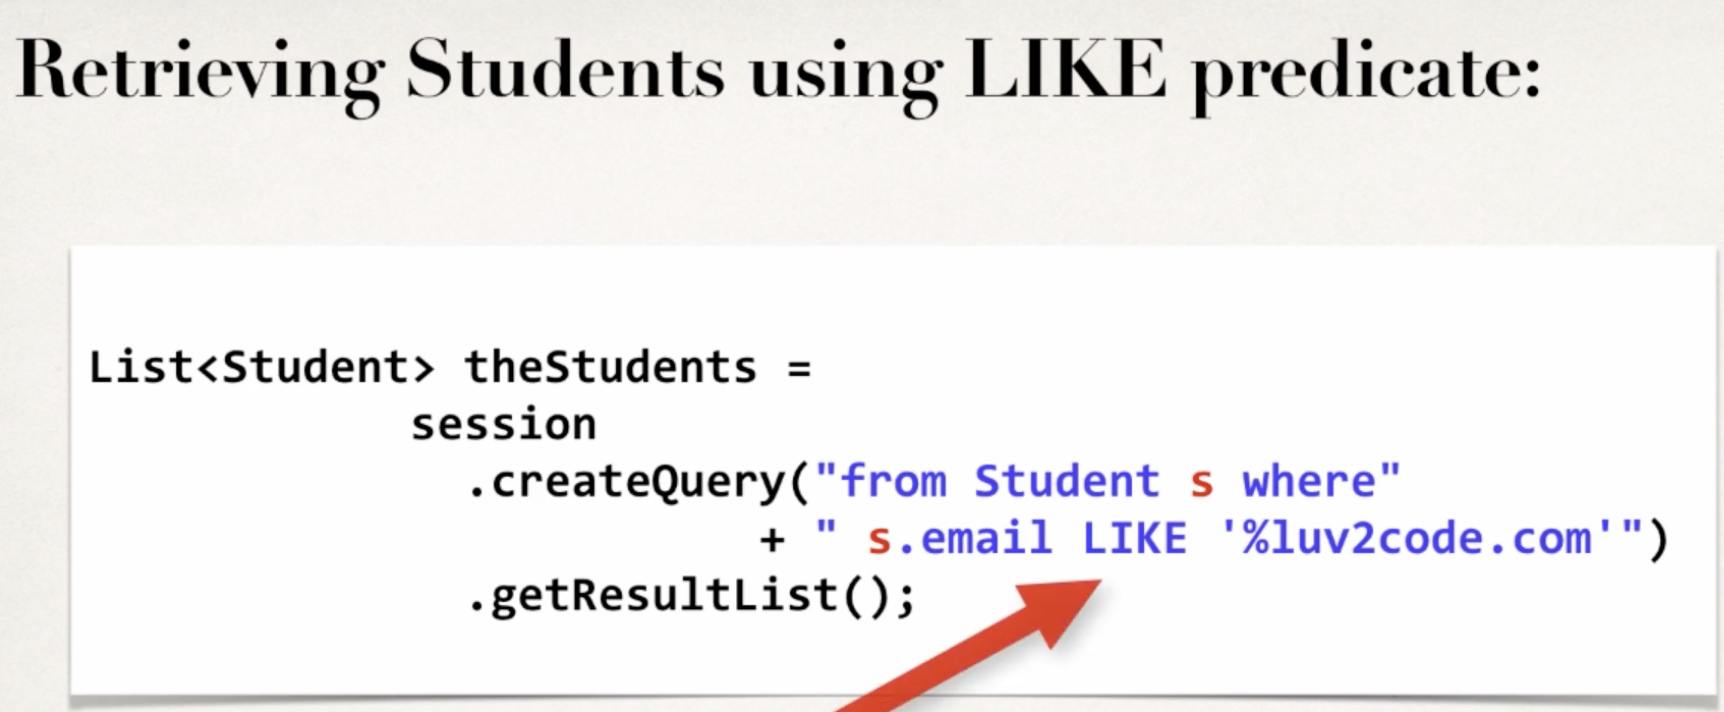 Retrieving Students using LIKE predicate:
List<Student> theStudents =
session
.createQuery("from Student s where"
+ " s.email LIKE '%luv2code.com'")
.getResultList();